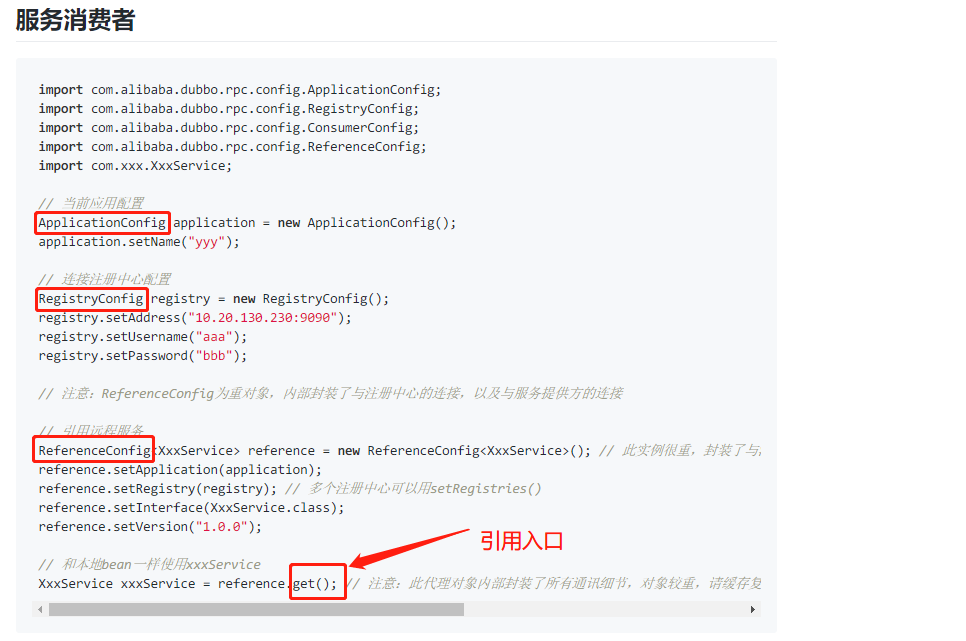 服务消费者
import com.alibaba.dubbo.rpc.config.ApplicationConfig;
import com.alibaba.dubbo.rpc.config.RegistryConfig;
import com.alibaba.dubbo.rpc.config.ConsumerConfig;
import com.alibaba.dubbo.rpc.config.ReferenceConfig;
import com.xxx.XxxService;
// 当前应用配置
ApplicationConfig application = new ApplicationConfig();
application.setName("yyy");
// 连接注册中心配置
RegistryConfig registry = new RegistryConfig();
registry.setAddress("10.20.130.230:9090");
registry.setUsername("aaa");
registry.setPassword("bbb");
// 注意：ReferenceConfig为重对象，内部封装了与注册中心的连接，以及与服务提供方的连接
// 引用远程服务
ReferenceConfig<XxxService> reference = new ReferenceConfig<XxxService>(); // 此实例很重，封装了与
reference.setApplication(application);
reference.setRegistry(registry); // 多个注册中心可以用setRegistries()
reference.setInterface(XxxService.class);
reference.setVersion("1.0.0");
引用入口
// 和本地bean一样使用xxxService
XxxService xxxService = reference.get(); // 注意：此代理对象内部封装了所有通讯细节，对象较重，请缓存复